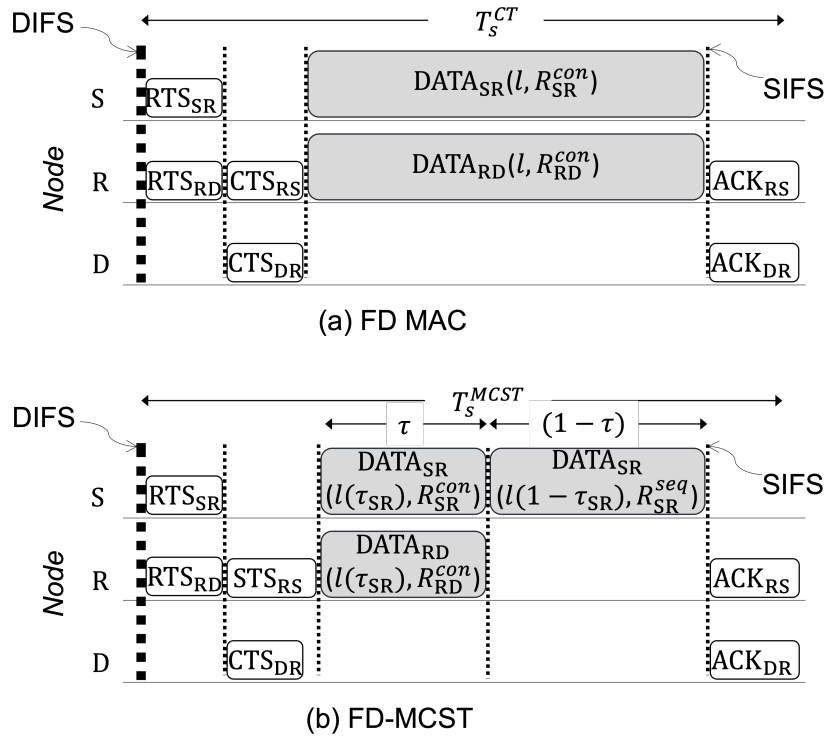 DIFS
T_s^{CT}
SIFS
S
RTS_SR
DATA_SR(l, R_SR^{con})
Node
R
RTS_RD
CTS_RS
DATA_RD(l, R_RD^{con})
ACK_RS
D
CTS_DR
ACK_DR
(a) FD MAC
DIFS
T_s^{MCST}
τ
(1 − τ)
SIFS
S
RTS_SR
DATA_SR
(l(τ_SR), R_SR^{con})
DATA_SR
(l(1 − τ_SR), R_SR^{seq})
Node
R
RTS_RD
STS_RS
DATA_RD
(l(τ_SR), R_RD^{con})
ACK_RS
D
CTS_DR
ACK_DR
(b) FD-MCST